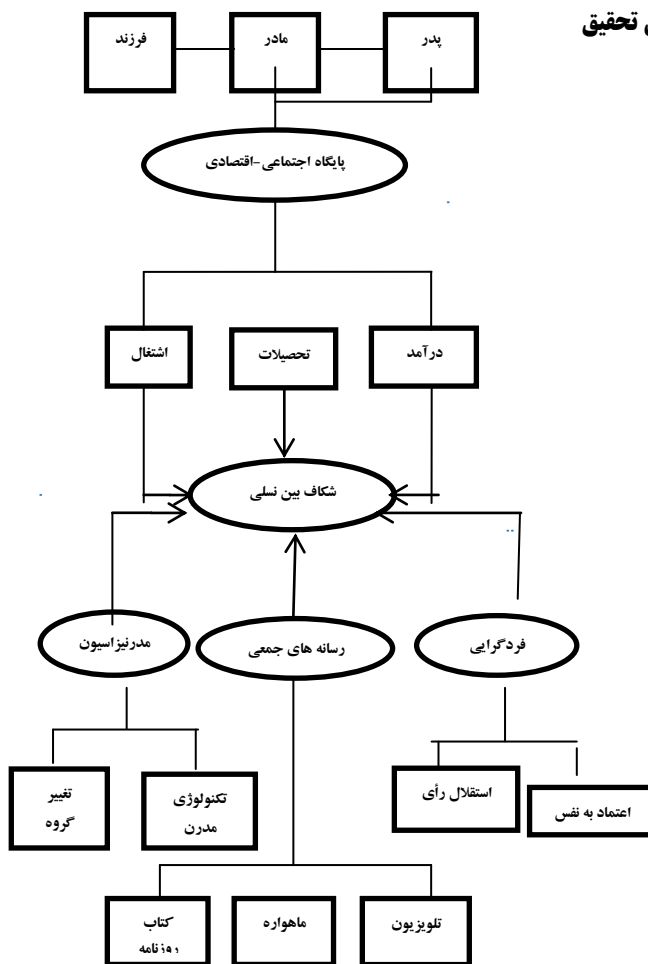 تحقیق
پدر
مادر
فرزند
پایگاه اجتماعی-اقتصادی
درآمد
تحصیلات
اشتغال
شکاف بین نسلی
فردگرایی
رسانه های جمعی
مدرنیزاسیون
اعتماد به نفس
استقلال رأی
تکنولوژی
مدرن
تغییر
گروه
تلویزیون
ماهواره
کتاب
روزنامه